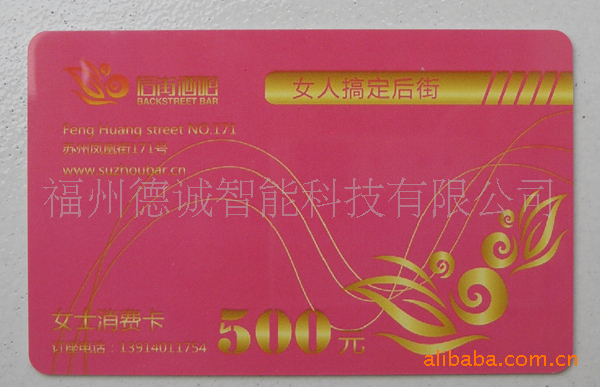 后街酒吧
BACKSTREET BAR
女人搞定后街
Feng Huang street NO.171
苏州凤凰街171号
www.suzhoubar.cn
福州德诚智能科技有限公司
女士消费卡
500元
订座电话：13914011754
alibaba.com.cn